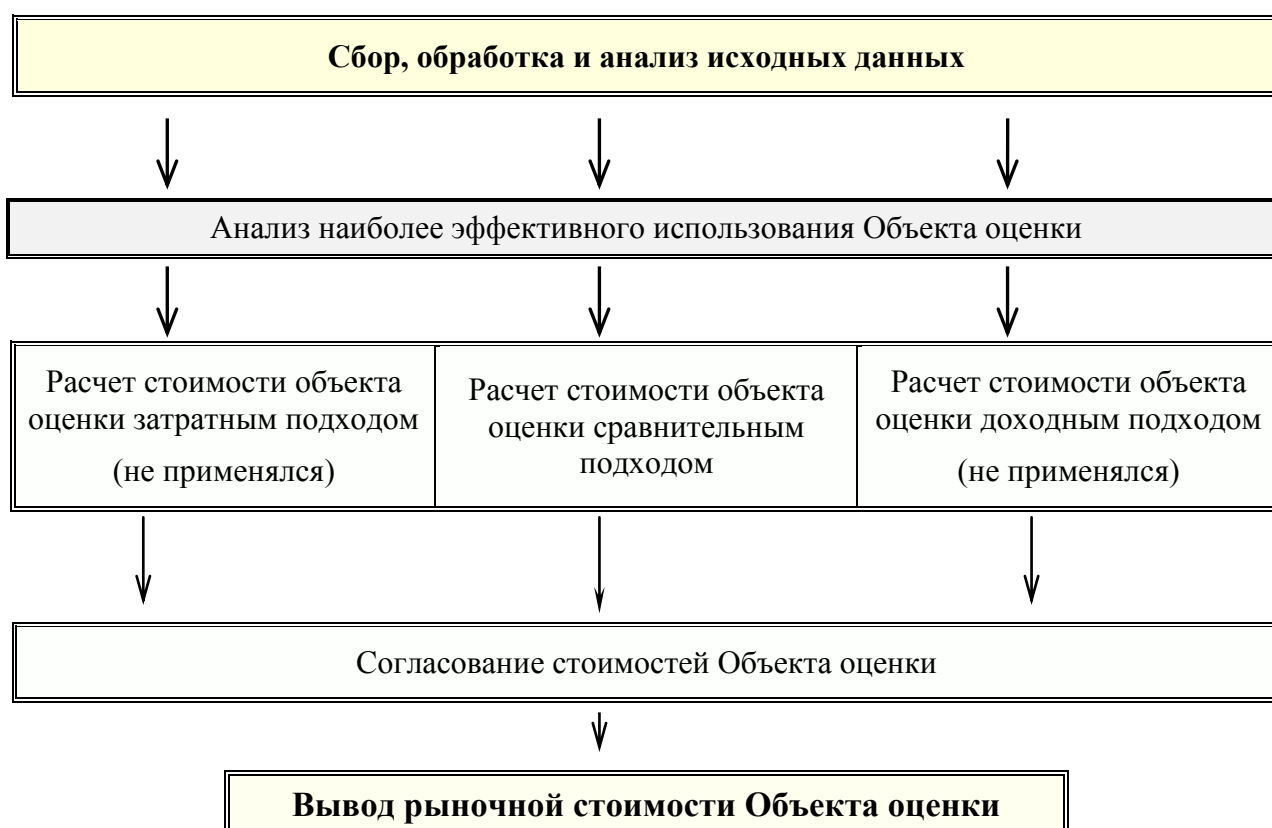 Сбор, обработка и анализ исходных данных
Анализ наиболее эффективного использования Объекта оценки
Расчет стоимости объекта
оценки затратным подходом
(не применялся)
Расчет стоимости объекта
оценки сравнительным
подходом
Расчет стоимости объекта
оценки доходным подходом
(не применялся)
Согласование стоимостей Объекта оценки
Вывод рыночной стоимости Объекта оценки